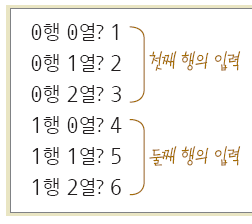 0행 0열? 1
0행 1열? 2
0행 2열? 3
첫째 행의 입력
1행 0열? 4
1행 1열? 5
1행 2열? 6
둘째 행의 입력